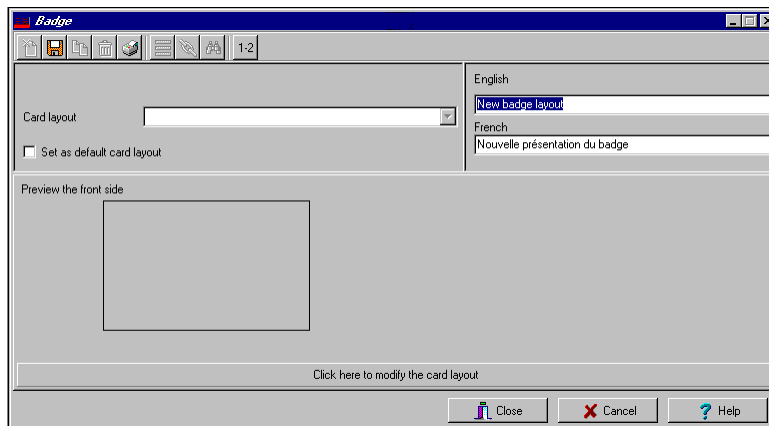 Badge
1-2
English
New badge layout
Card layout
French
Nouvelle présentation du badge
Set as default card layout
Preview the front side
Click here to modify the card layout
Close
Cancel
? Help